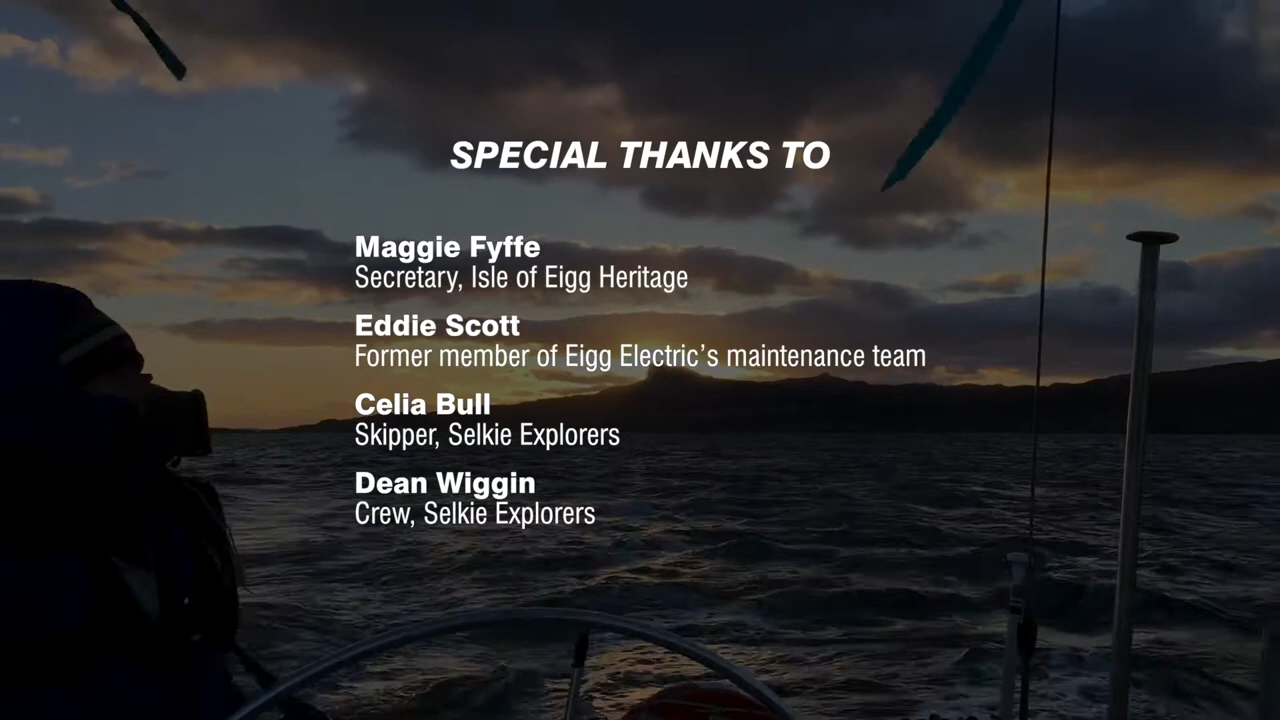 SPECIAL THANKS TO
Maggie Fyffe
Secretary, Isle of Eigg Heritage
Eddie Scott
Former member of Eigg Electric’s maintenance team
Celia Bull
Skipper, Selkie Explorers
Dean Wiggin
Crew, Selkie Explorers